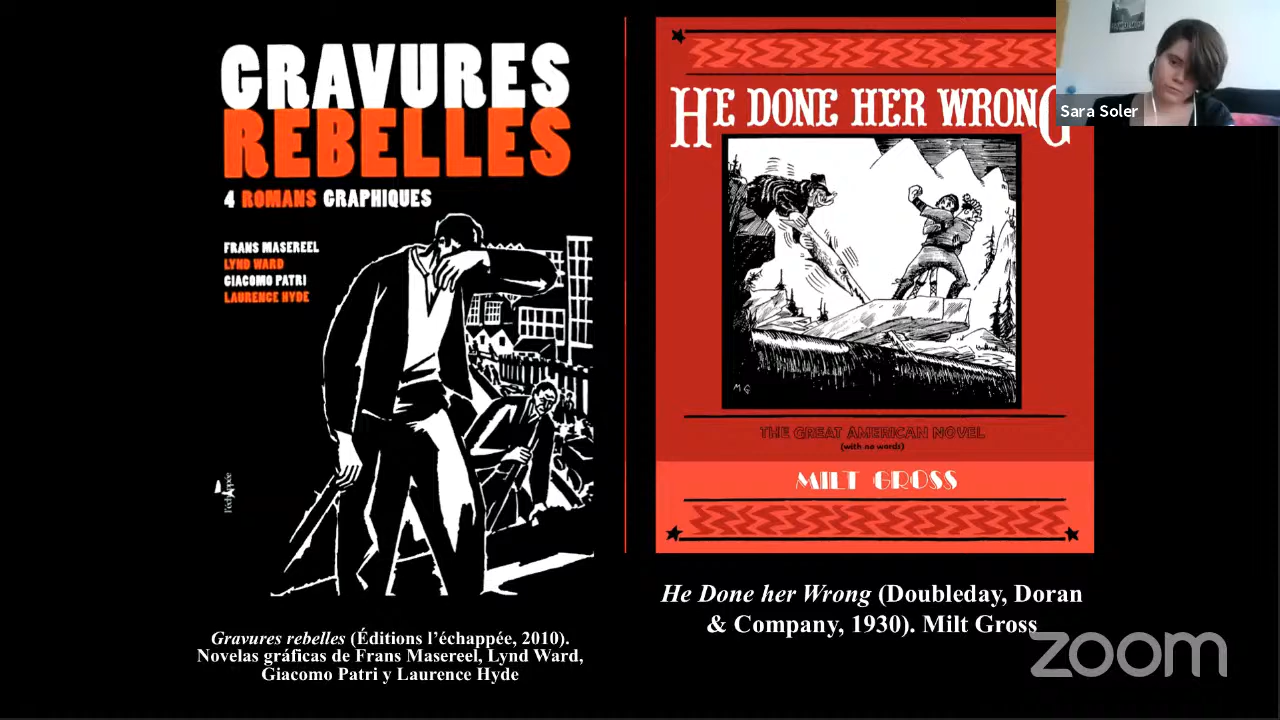 GRAVURES
REBELLES
4 ROMANS GRAPHIQUES
FRANS MASEREEL
LYND WARD
GIACOMO PATRI
LAURENCE HYDE
l'échappée
Gravures rebelles (Éditions l'échappée, 2010).
Novelas gráficas de Frans Masereel, Lynd Ward,
Giacomo Patri y Laurence Hyde
HE DONE HER WRONG
M G
THE GREAT AMERICAN NOVEL
(with no words)
MILT GROSS
He Done her Wrong (Doubleday, Doran
& Company, 1930). Milt Gross
Sara Soler
zoom